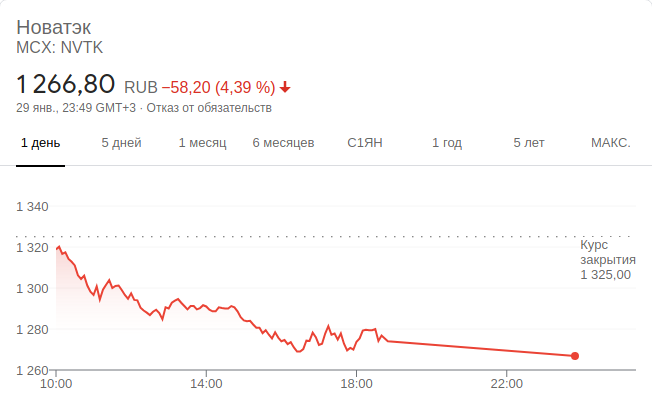 Новатэк
MCX: NVTK
1 266,80 RUB −58,20 (4,39 %)
29 янв., 23:49 GMT+3 · Отказ от обязательств
1 день 5 дней 1 месяц 6 месяцев С1ЯН 1 год 5 лет МАКС.
1 340
1 320
1 300
1 280
1 260
Курс
закрытия
1 325,00
10:00 14:00 18:00 22:00